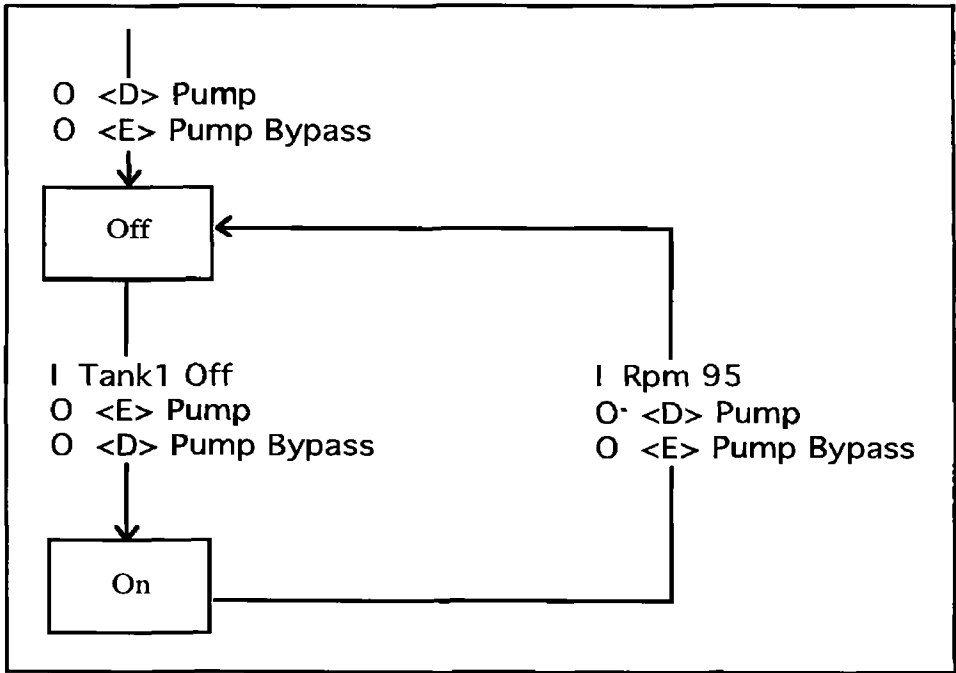 O <D> Pump
O <E> Pump Bypass
Off
I Tank1 Off
O <E> Pump
O <D> Pump Bypass
I Rpm 95
O <D> Pump
O <E> Pump Bypass
On